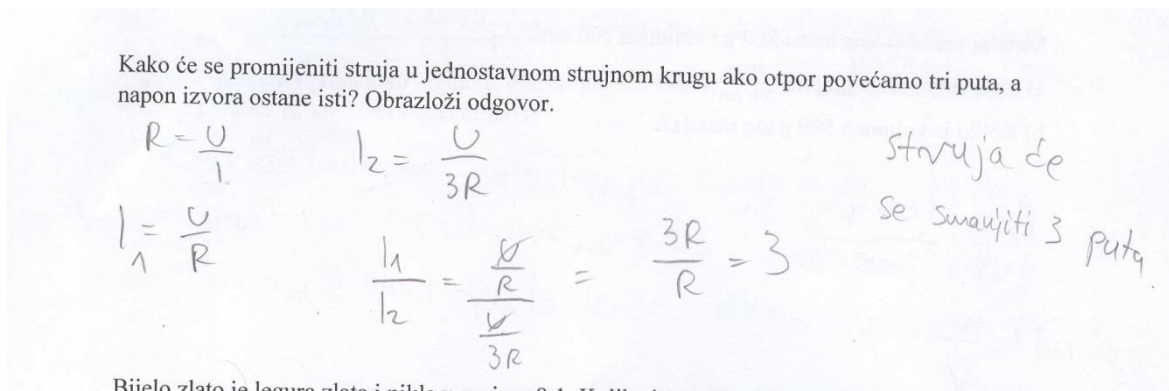 Kako će se promijeniti struja u jednostavnom strujnom krugu ako otpor povećamo tri puta, a
napon izvora ostane isti? Obrazloži odgovor.
R = U/I
I₁ = U/R
I₂ = U/3R
I₁/I₂ = (U/R)/(U/3R) = 3R/R = 3
struja će
se smanjiti 3 puta
Bijelo zlato je legura zlata i nikla